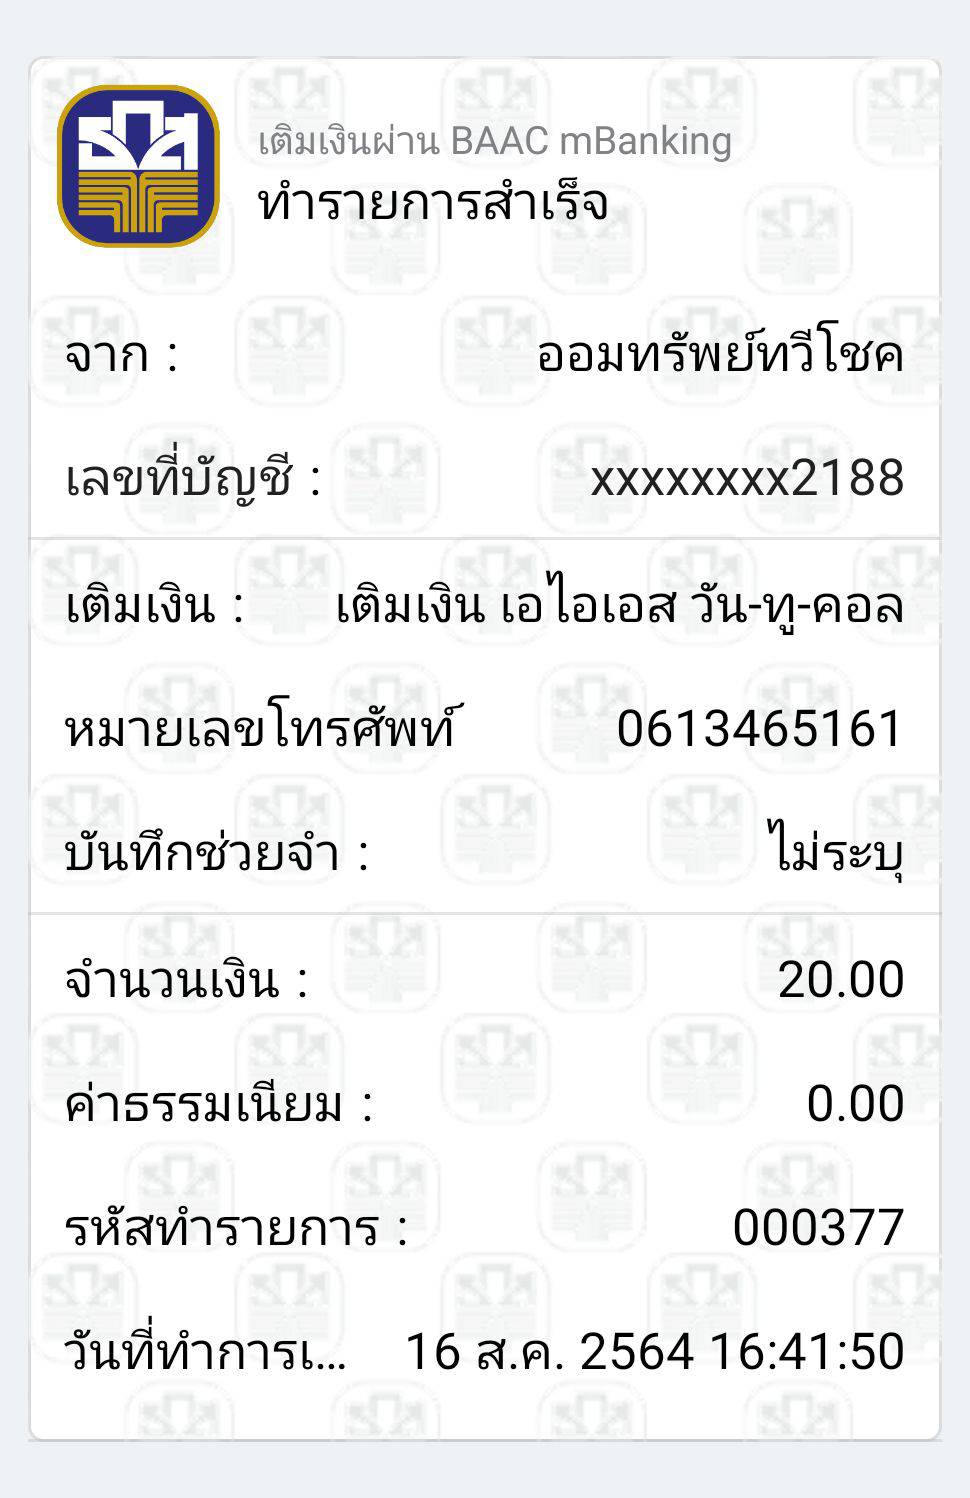 ธกส
เติมเงินผ่าน BAAC mBanking
ทำรายการสำเร็จ
จาก : ออมทรัพย์ทวีโชค
เลขที่บัญชี : xxxxxxxx2188
เติมเงิน : เติมเงิน เอไอเอส วัน-ทู-คอล
หมายเลขโทรศัพท์ 0613465161
บันทึกช่วยจำ : ไม่ระบุ
จำนวนเงิน : 20.00
ค่าธรรมเนียม : 0.00
รหัสทำรายการ : 000377
วันที่ทำการเ... 16 ส.ค. 2564 16:41:50